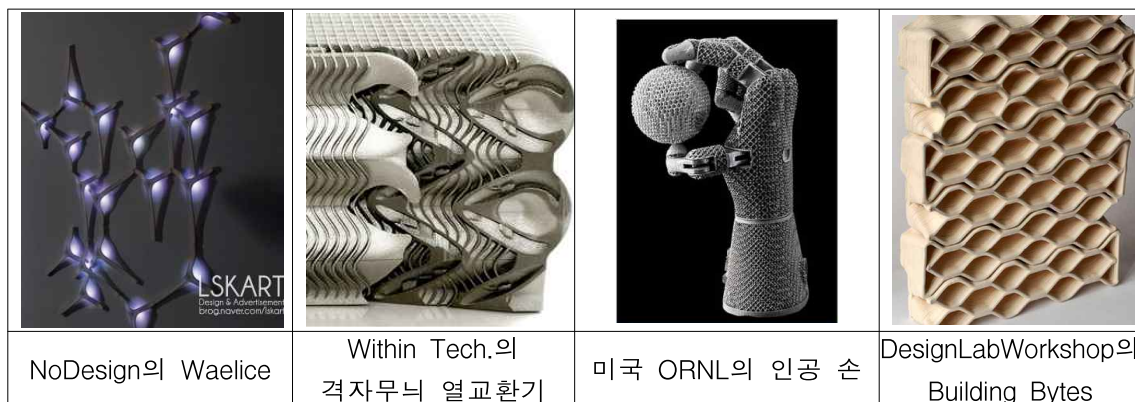 LSKART
Design & Advertisement
brog.naver.com/lskart
NoDesign의 Waelice
Within Tech.의
격자무늬 열교환기
미국 ORNL의 인공 손
DesignLabWorkshop의
Building Bytes